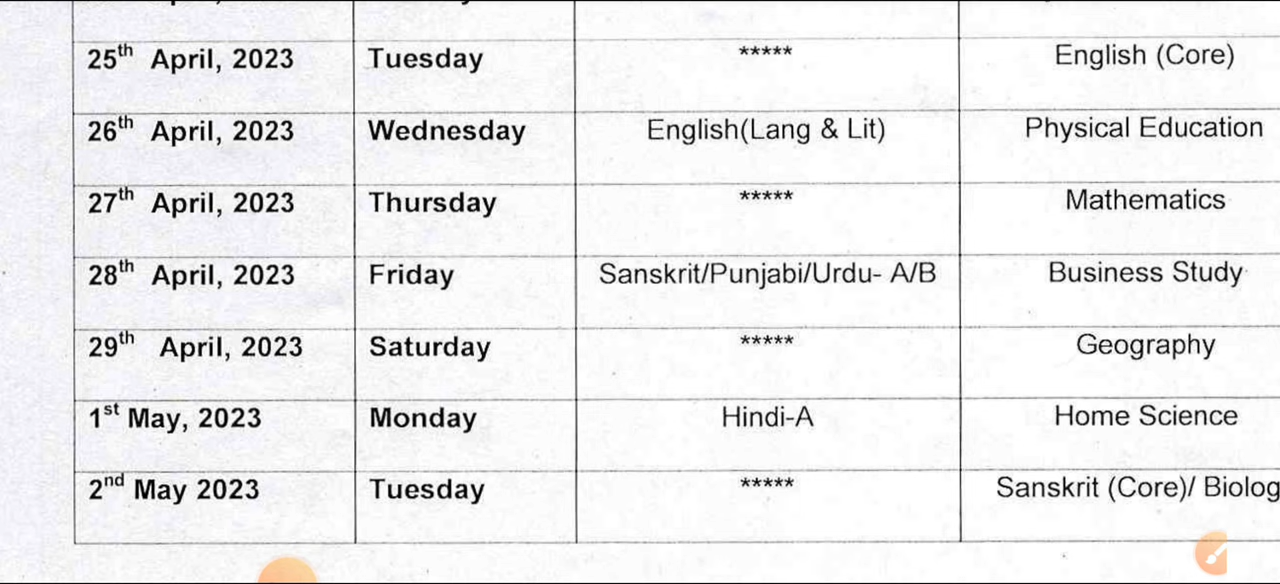 25th April, 2023 Tuesday ***** English (Core)
26th April, 2023 Wednesday English(Lang & Lit) Physical Education
27th April, 2023 Thursday ***** Mathematics
28th April, 2023 Friday Sanskrit/Punjabi/Urdu- A/B Business Study
29th April, 2023 Saturday ***** Geography
1st May, 2023 Monday Hindi-A Home Science
2nd May 2023 Tuesday ***** Sanskrit (Core)/ Biolog